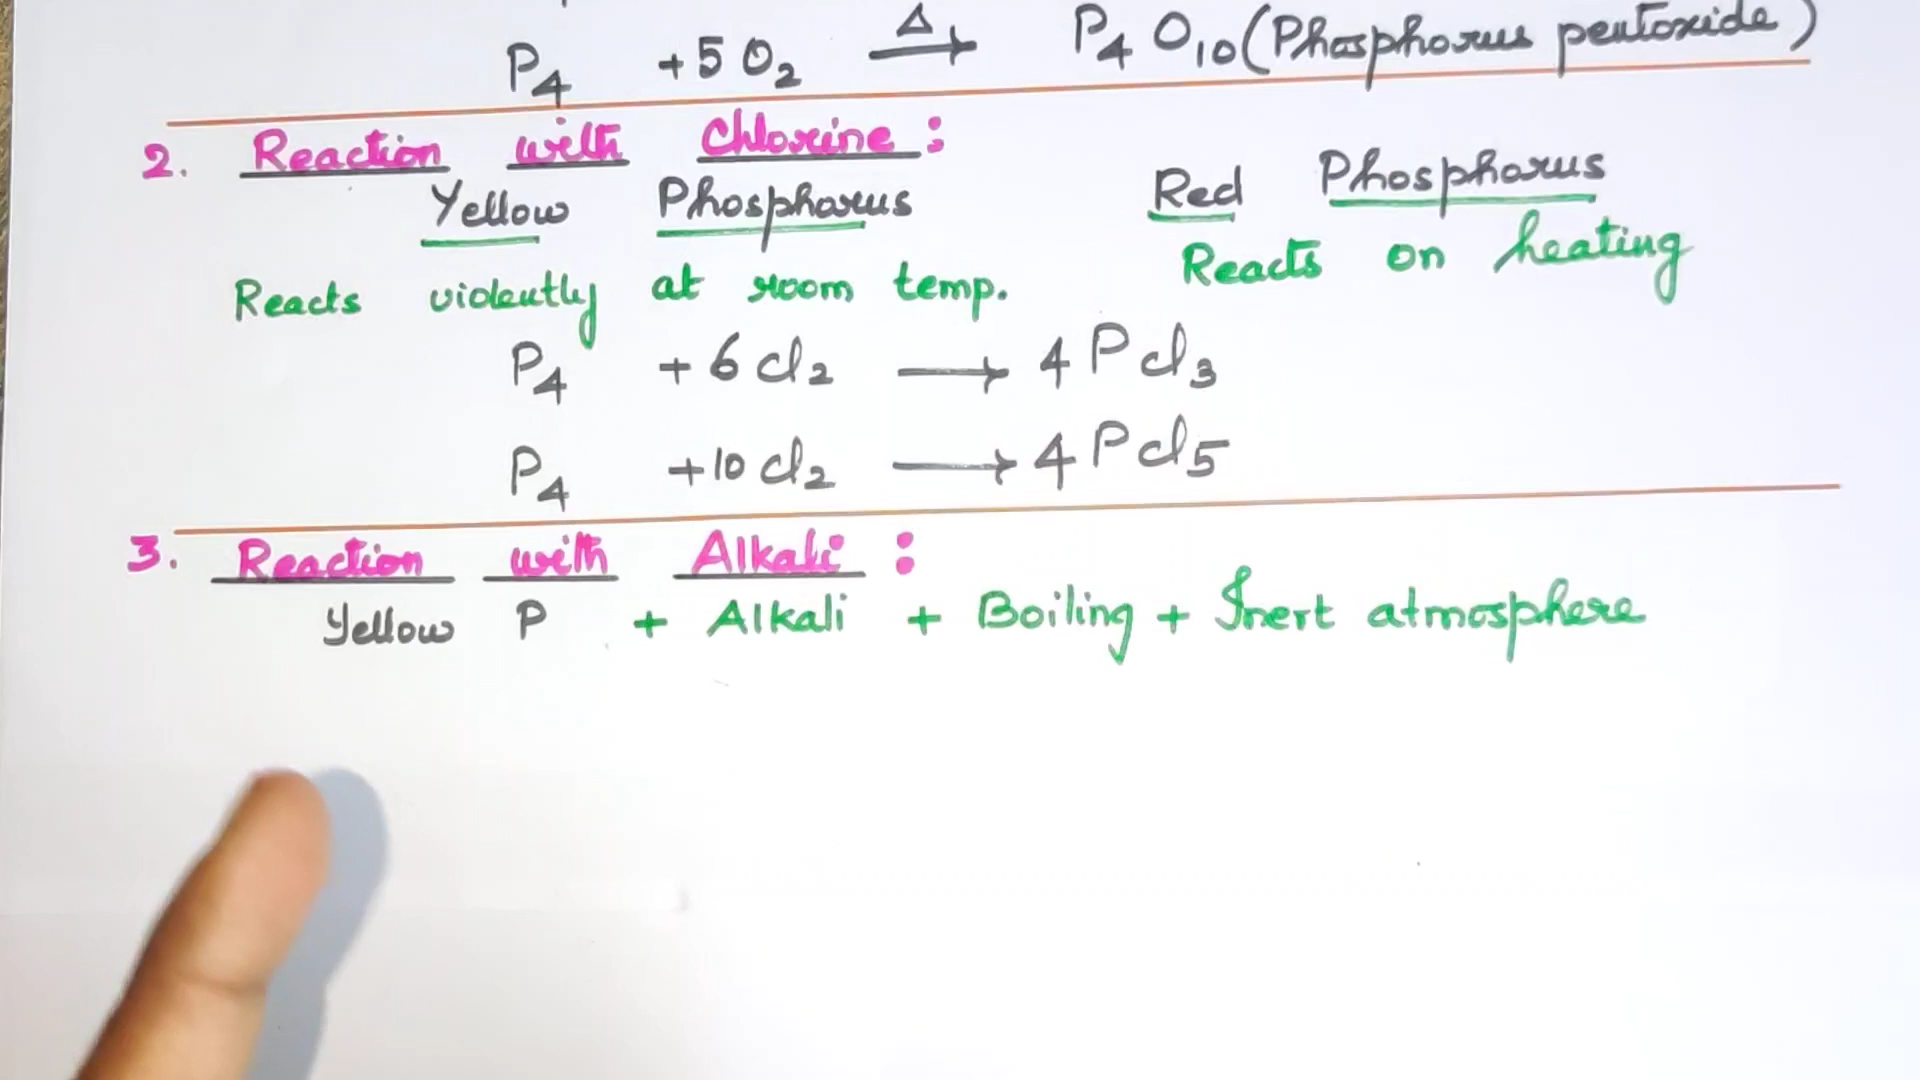 P₄ + 5 O₂ —Δ→ P₄ O₁₀ (Phosphorus pentoxide)
2. Reaction with Chlorine :
Yellow Phosphorus
Reacts violently at room temp.
Red Phosphorus
Reacts on heating
P₄ + 6 Cl₂ → 4 PCl₃
P₄ + 10 Cl₂ → 4 PCl₅
3. Reaction with Alkali :
Yellow P + Alkali + Boiling + Inert atmosphere